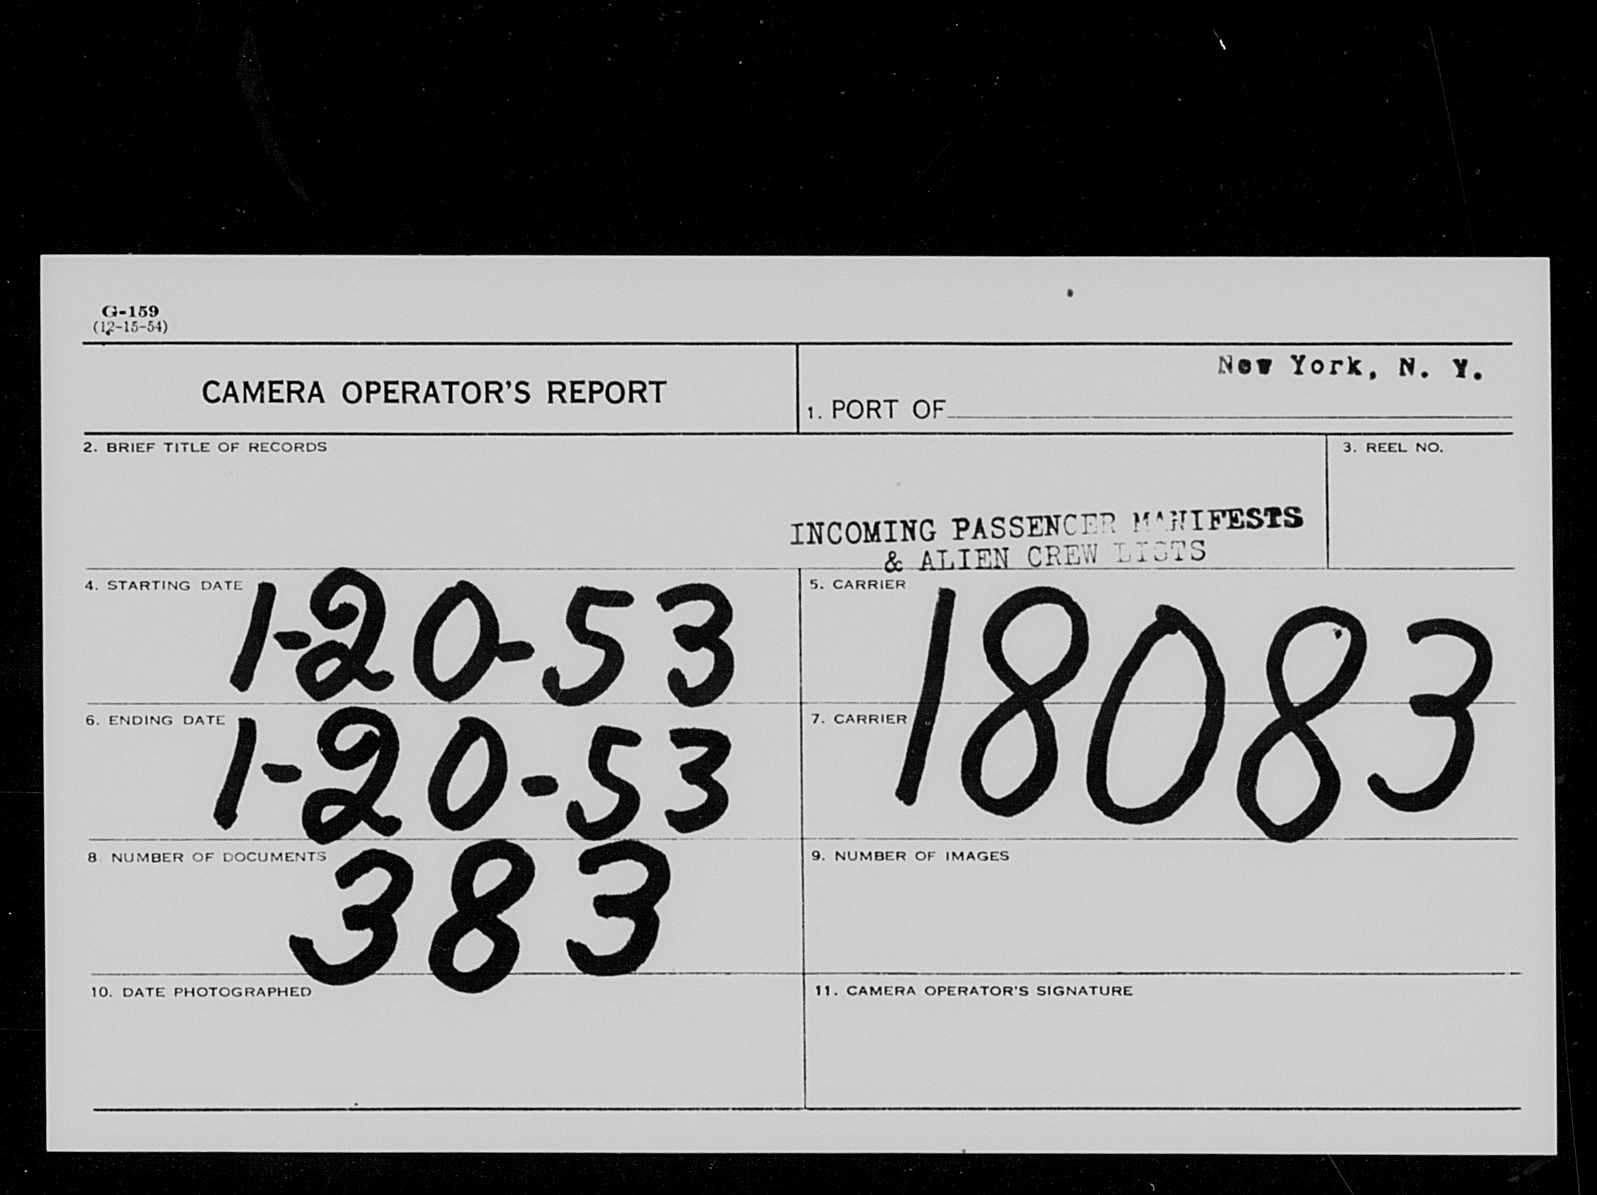 G-159
(12-15-54)
CAMERA OPERATOR'S REPORT
New York, N. Y.
1. PORT OF
2. BRIEF TITLE OF RECORDS
3. REEL NO.
INCOMING PASSENGER MANIFESTS
& ALIEN CREW LISTS
4. STARTING DATE 1-20-53
5. CARRIER
18083
6. ENDING DATE 1-20-53
7. CARRIER
8. NUMBER OF DOCUMENTS 383
9. NUMBER OF IMAGES
10. DATE PHOTOGRAPHED
11. CAMERA OPERATOR'S SIGNATURE